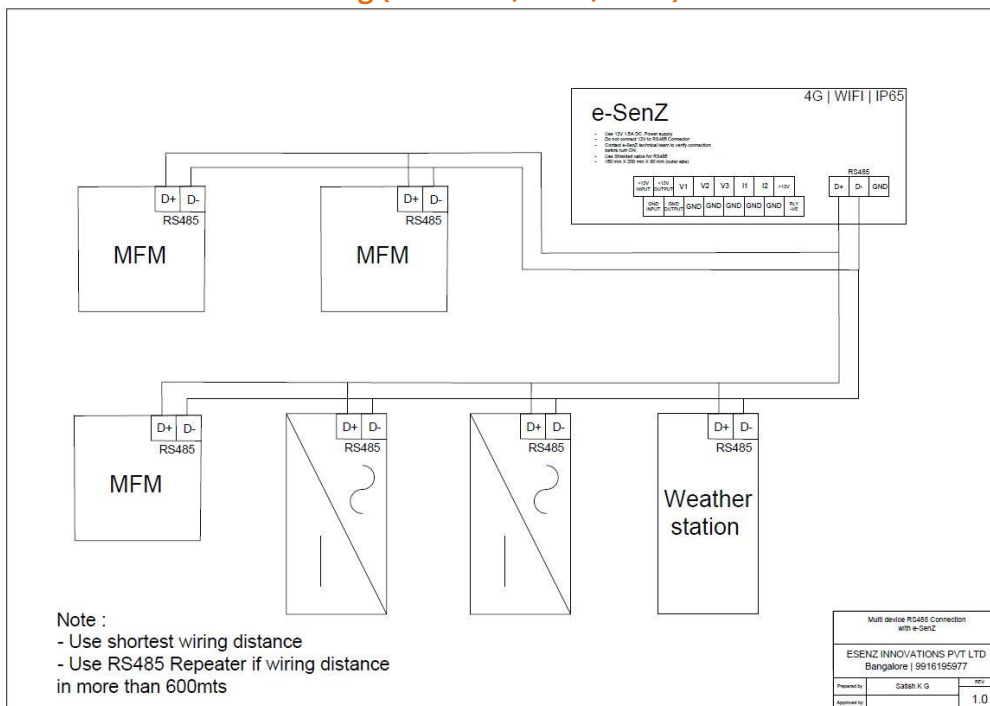 4G | WIFI | IP65
e-SenZ
- Use 12V 1.5A DC. Power supply
- Do not connect 12V to RS485 Connector
- Contact e-SenZ technical team to verify connection
before turn ON.
- Use Shielded cable for RS485
RS485
+12V INPUT +12V OUTPUT V1 V2 V3 I1 I2 +12V
GND INPUT GND OUTPUT GND GND GND GND GND RLY -VE
D+ D- GND
D+ D-
RS485
MFM
D+ D-
RS485
MFM
D+ D-
RS485
MFM
D+ D-
RS485
D+ D-
RS485
D+ D-
RS485
Weather
station
Note :
- Use shortest wiring distance
- Use RS485 Repeater if wiring distance
in more than 600mts
Multi device RS485 Connection
with e-SenZ
ESENZ INNOVATIONS PVT LTD
Bangalore | 9916195977
Prepared by Satish K G REV
Approved by 1.0